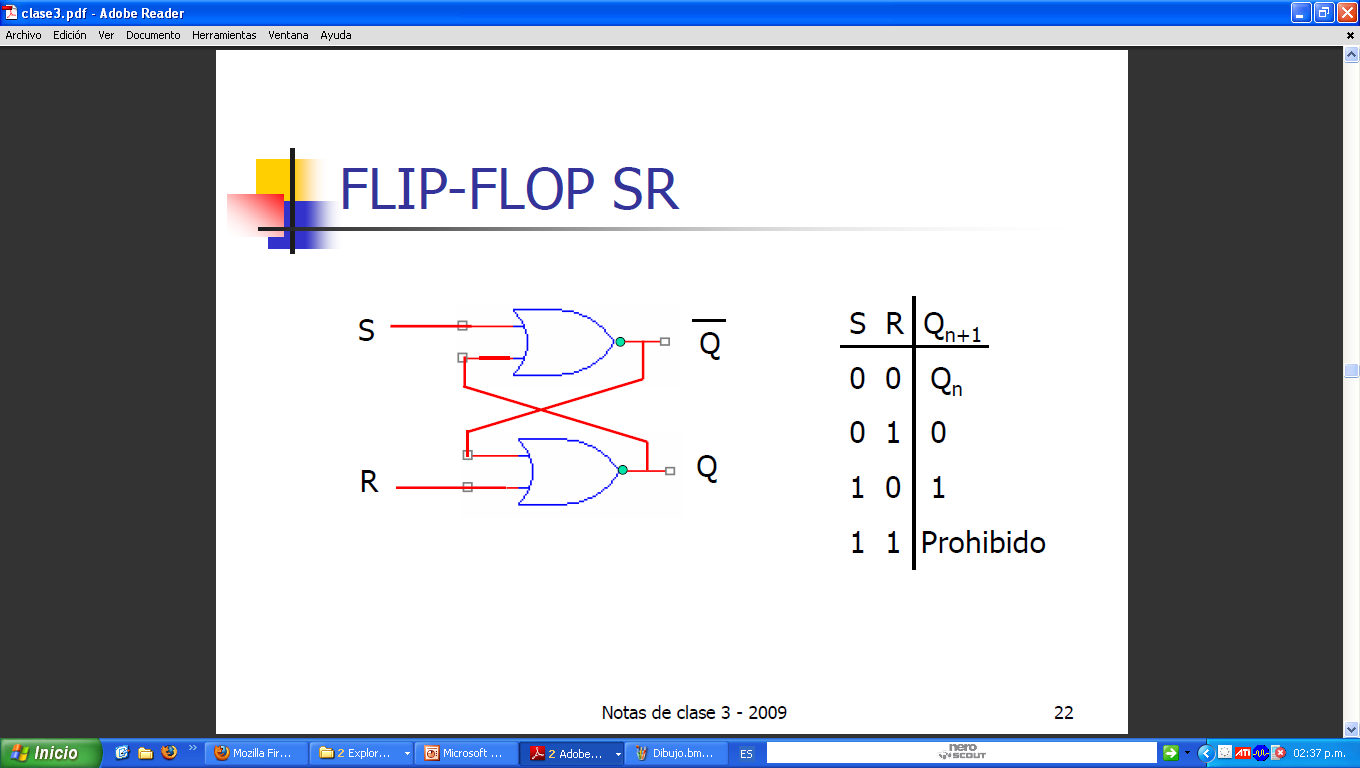 clase3.pdf - Adobe Reader
Archivo Edición Ver Documento Herramientas Ventana Ayuda
FLIP-FLOP SR
S
Q
R
Q
S R Qn+1
0 0 Qn
0 1 0
1 0 1
1 1 Prohibido
Notas de clase 3 - 2009
22
Inicio
Mozilla Fir...
2 Explor...
Microsoft ...
2 Adobe...
Dibujo.bm...
ES
nero
SCOUT
ATI
02:37 p.m.